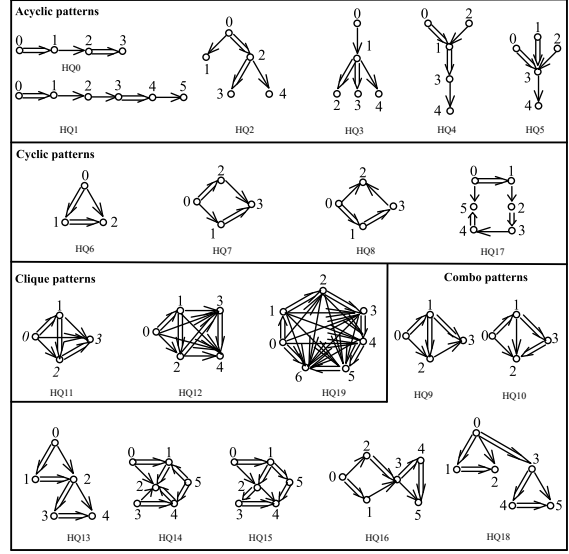 Acyclic patterns
0 1 2 3
HQ0
0 1 2 3 4 5
HQ1
0
1 2
3 4
HQ2
0
1
2 3 4
HQ3
0 2
1
3
4
HQ4
1
0 2
3
4
HQ5
Cyclic patterns
0
1 2
HQ6
2
0 3
1
HQ7
2
0 3
1
HQ8
0 1
5 2
4 3
HQ17
Clique patterns
1
0 3
2
HQ11
1 3
0
2 4
HQ12
2
1 3
0 4
6 5
HQ19
Combo patterns
1
0 3
2
HQ9
1
0 3
2
HQ10
0
1 2
3 4
HQ13
0 1
2 5
3 4
HQ14
0 1
2 5
3 4
HQ15
2 4
0 3
1 5
HQ16
0
1 2 3
4 5
HQ18